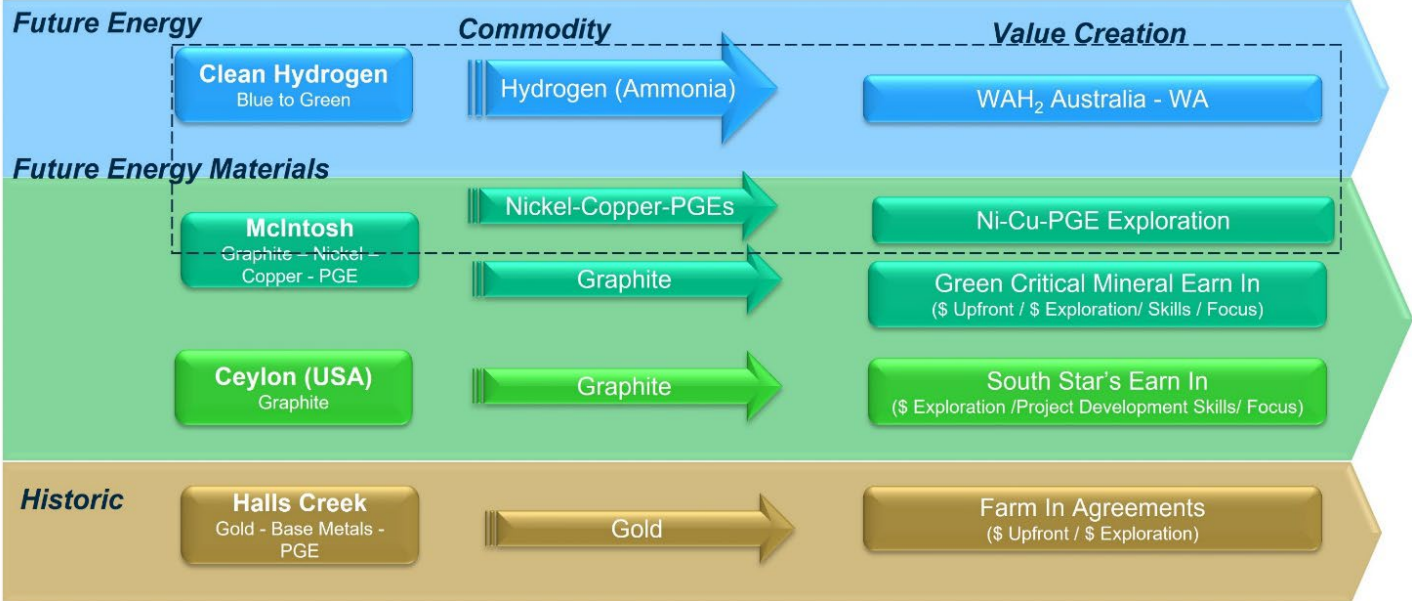 Future Energy
Commodity
Value Creation
Clean Hydrogen
Blue to Green
Hydrogen (Ammonia)
WAH₂ Australia - WA
Future Energy Materials
McIntosh
Graphite – Nickel –
Copper - PGE
Nickel-Copper-PGEs
Ni-Cu-PGE Exploration
Graphite
Green Critical Mineral Earn In
($ Upfront / $ Exploration/ Skills / Focus)
Ceylon (USA)
Graphite
Graphite
South Star's Earn In
($ Exploration /Project Development Skills/ Focus)
Historic
Halls Creek
Gold - Base Metals -
PGE
Gold
Farm In Agreements
($ Upfront / $ Exploration)